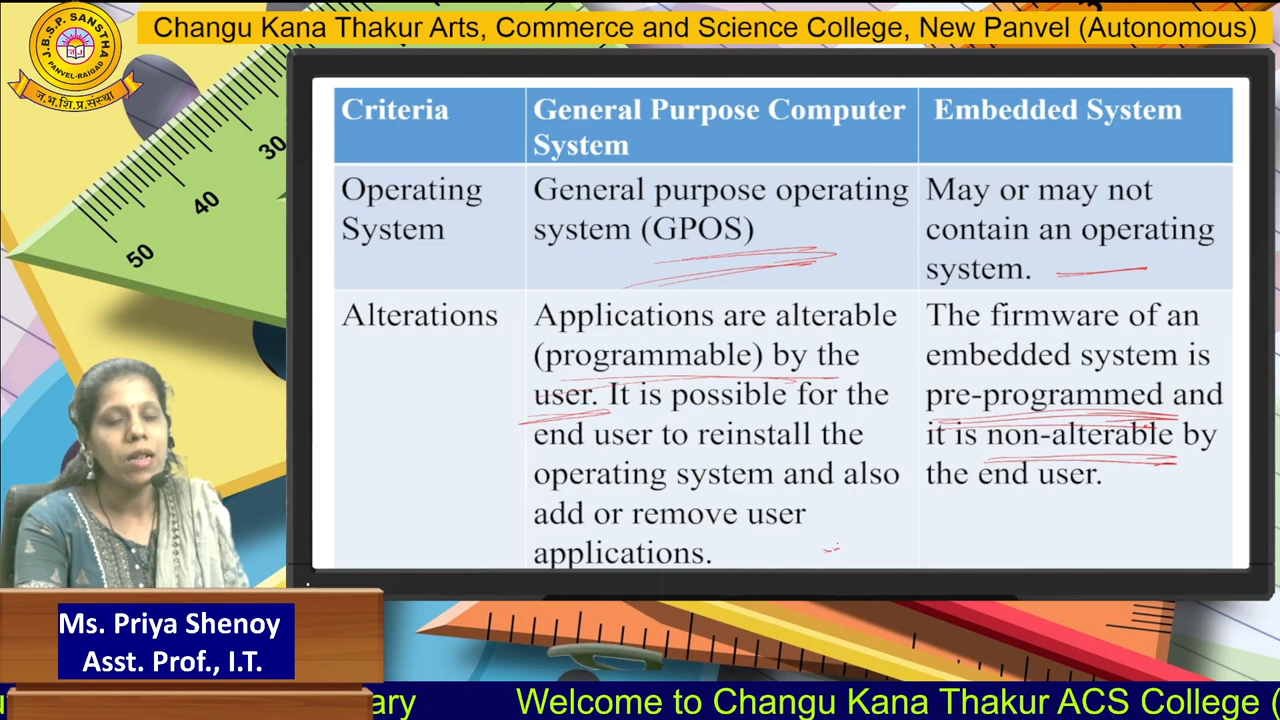 Changu Kana Thakur Arts, Commerce and Science College, New Panvel (Autonomous)
J.B.S.P. SANSTHA
PANVEL-RAIGAD
ज.भ.शि.प्र.संस्था
30
40
50
Criteria
General Purpose Computer
System
Embedded System
Operating
System
General purpose operating
system (GPOS)
May or may not
contain an operating
system.
Alterations
Applications are alterable
(programmable) by the
user. It is possible for the
end user to reinstall the
operating system and also
add or remove user
applications.
The firmware of an
embedded system is
pre-programmed and
it is non-alterable by
the end user.
Ms. Priya Shenoy
Asst. Prof., I.T.
ary Welcome to Changu Kana Thakur ACS College (